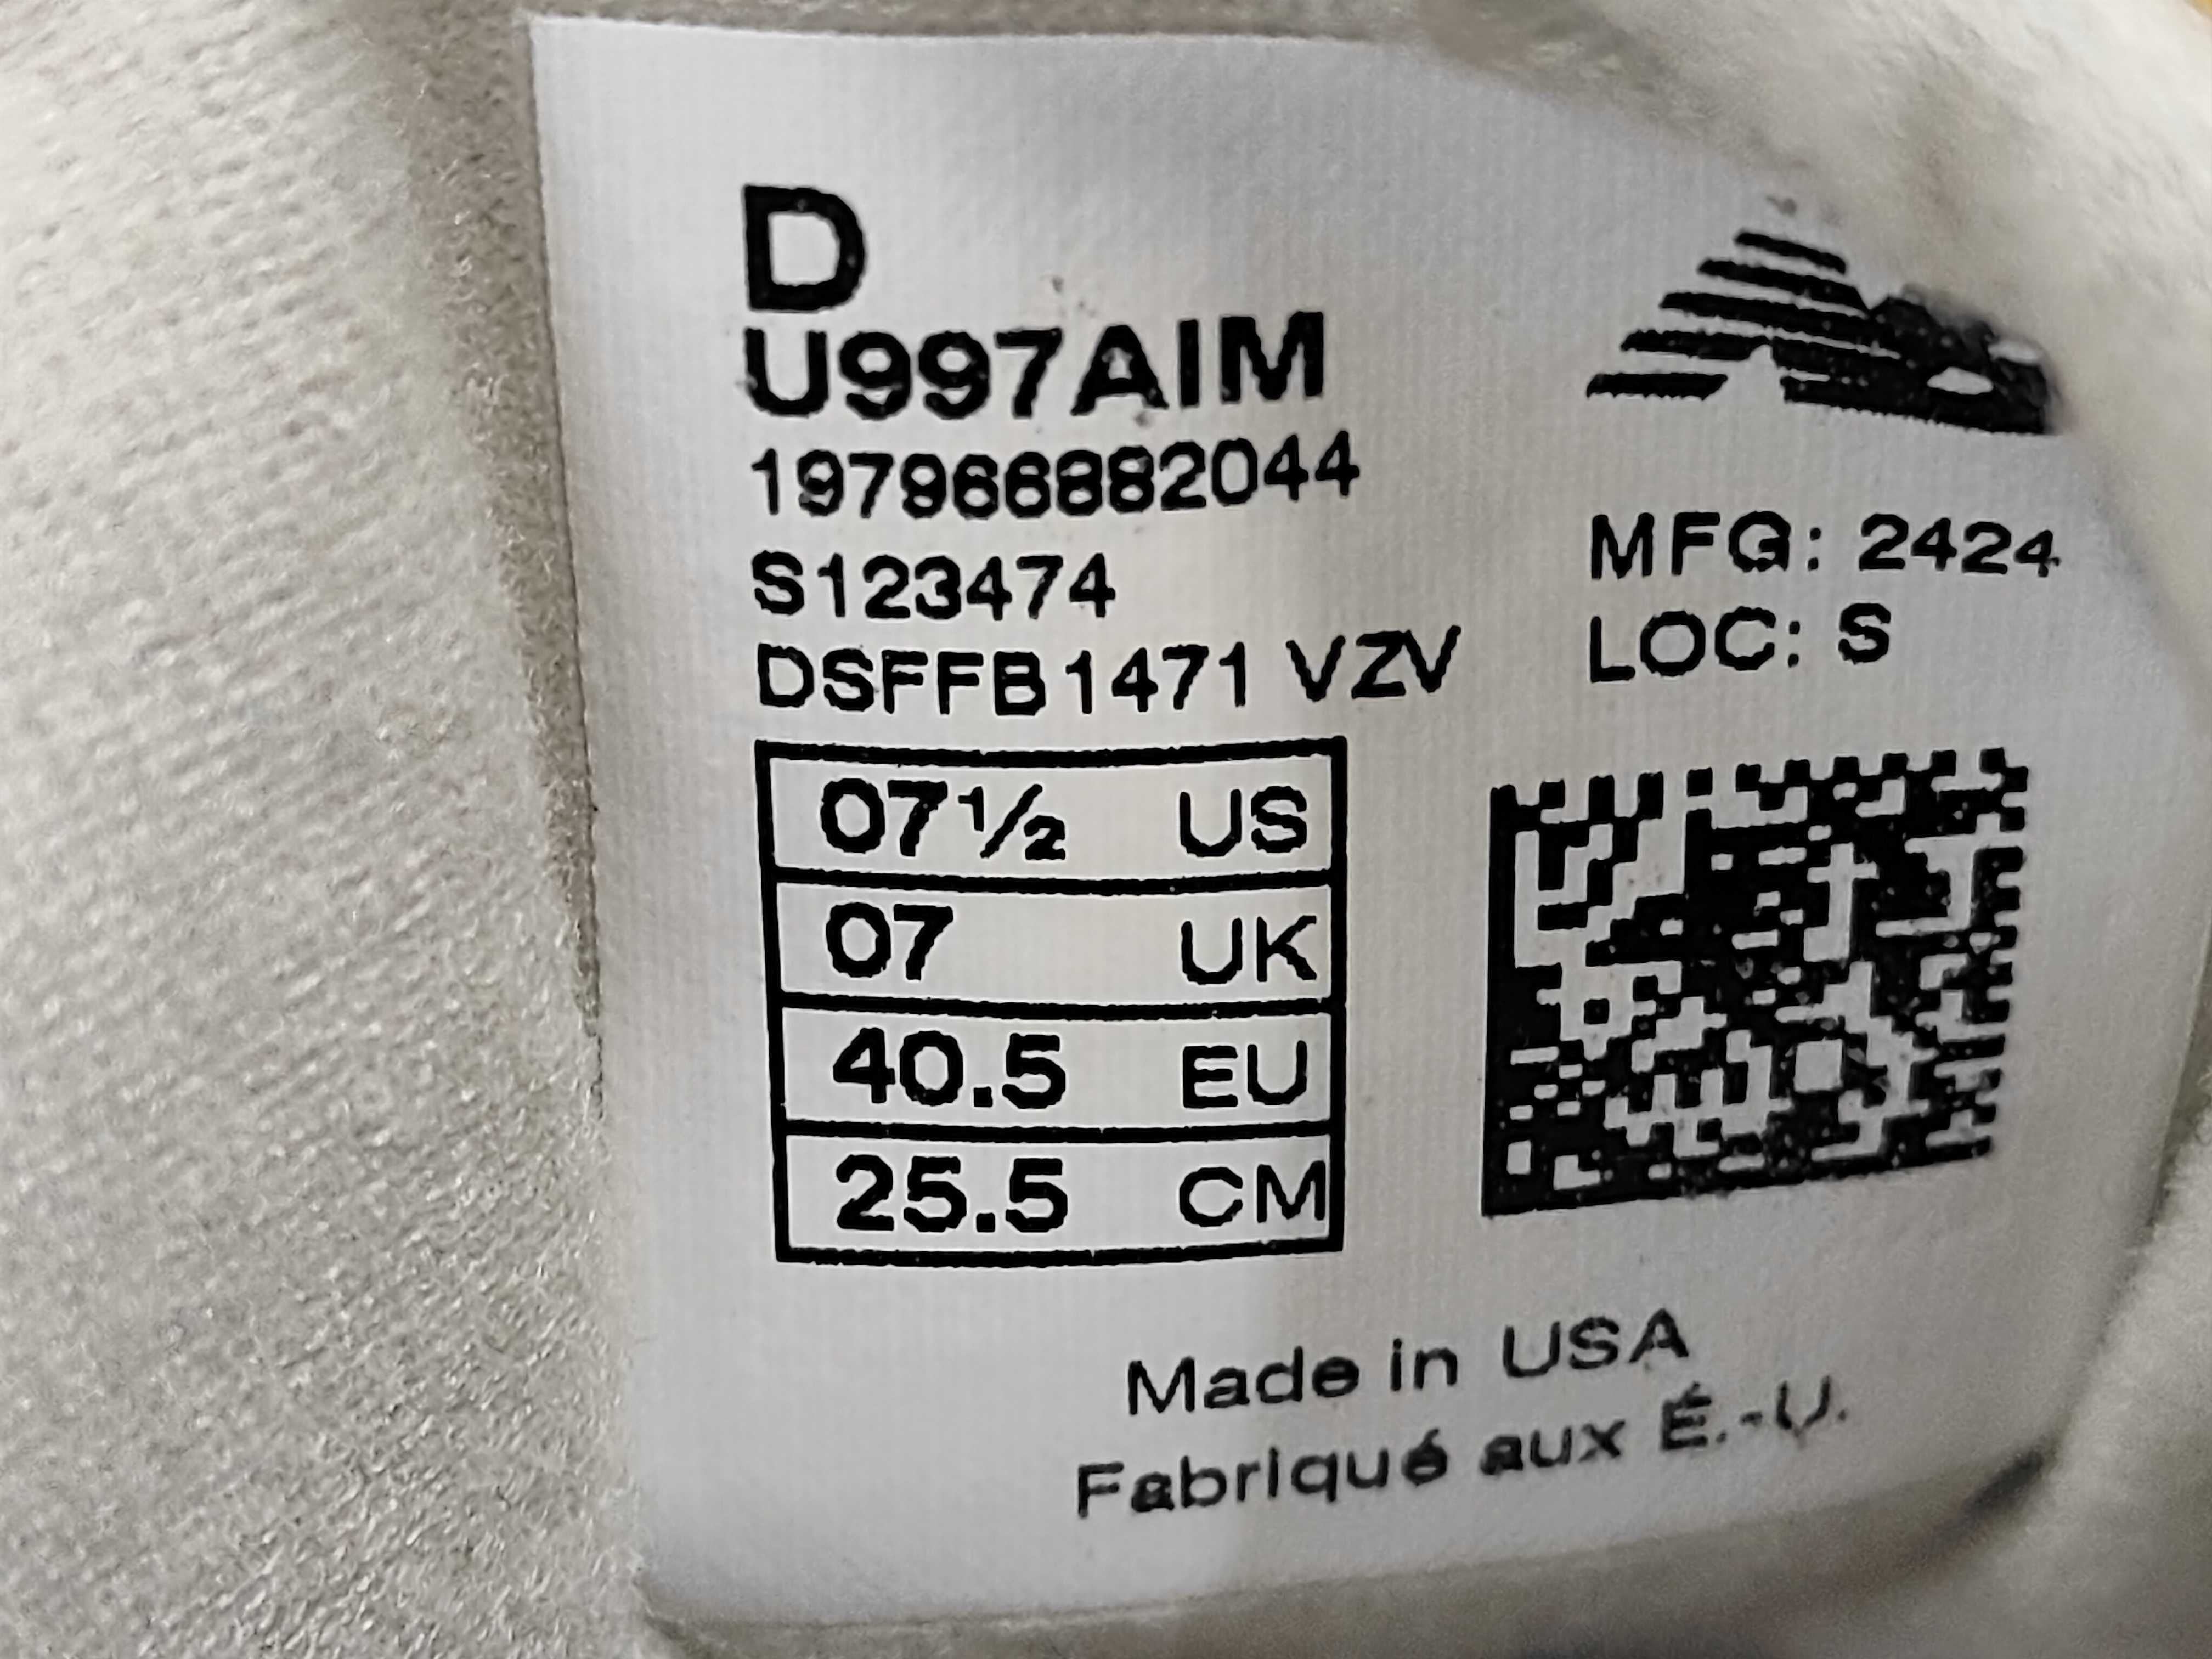 D
U997AIM
197966882044
S123474
DSFFB1471 VZV
MFG: 2424
LOC: S
07½ US
07 UK
40.5 EU
25.5 CM
Made in USA
Fabriqué aux É.-U.